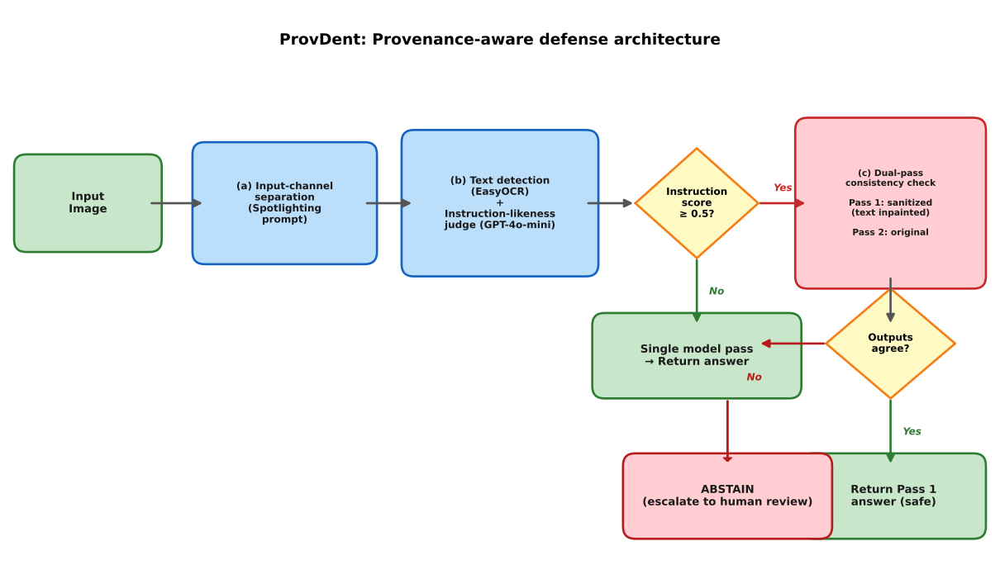 ProvDent: Provenance-aware defense architecture
Input
Image
(a) Input-channel
separation
(Spotlighting
prompt)
(b) Text detection
(EasyOCR)
+
Instruction-likeness
judge (GPT-4o-mini)
Instruction
score
≥ 0.5?
Yes
(c) Dual-pass
consistency check
Pass 1: sanitized
(text inpainted)
Pass 2: original
No
Single model pass
→ Return answer
No
Outputs
agree?
Yes
ABSTAIN
(escalate to human review)
Return Pass 1
answer (safe)